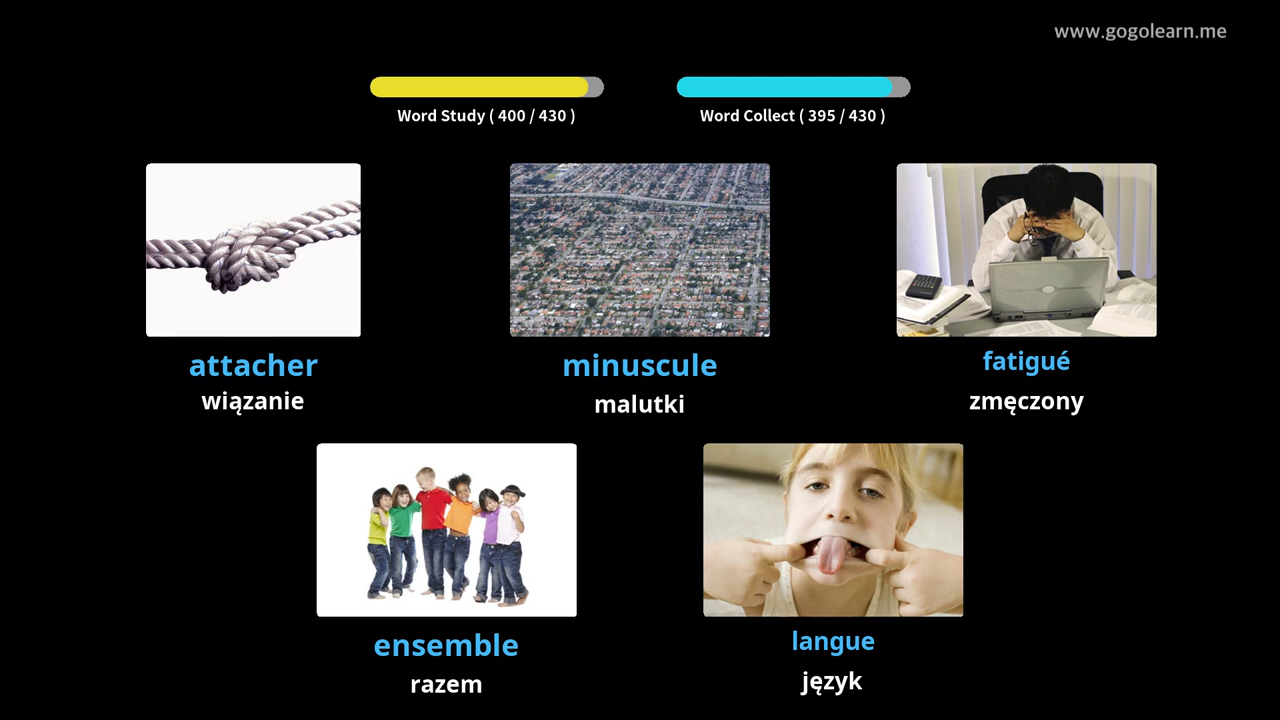 www.gogolearn.me
Word Study ( 400 / 430 )
Word Collect ( 395 / 430 )
attacher
wiązanie
minuscule
malutki
fatigué
zmęczony
ensemble
razem
langue
język